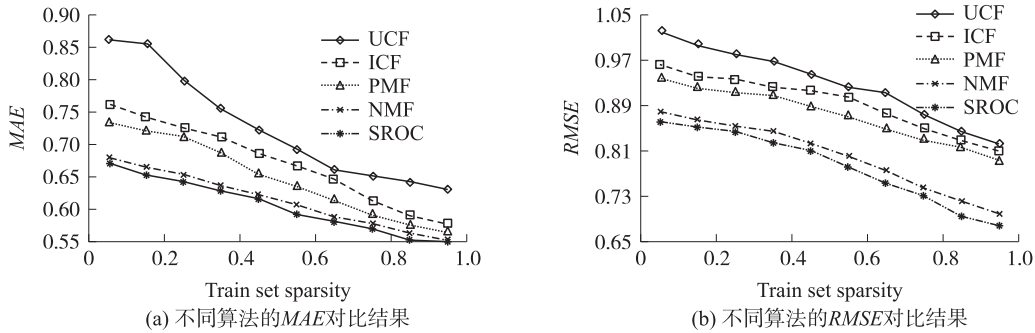 0.90
0.85
0.80
0.75
0.70
0.65
0.60
0.55
MAE
0
0.2
0.4
0.6
0.8
1.0
UCF
ICF
PMF
NMF
SROC
Train set sparsity
(a) 不同算法的MAE对比结果
1.05
0.97
0.89
0.81
0.73
0.65
RMSE
0
0.2
0.4
0.6
0.8
1.0
UCF
ICF
PMF
NMF
SROC
Train set sparsity
(b) 不同算法的RMSE对比结果